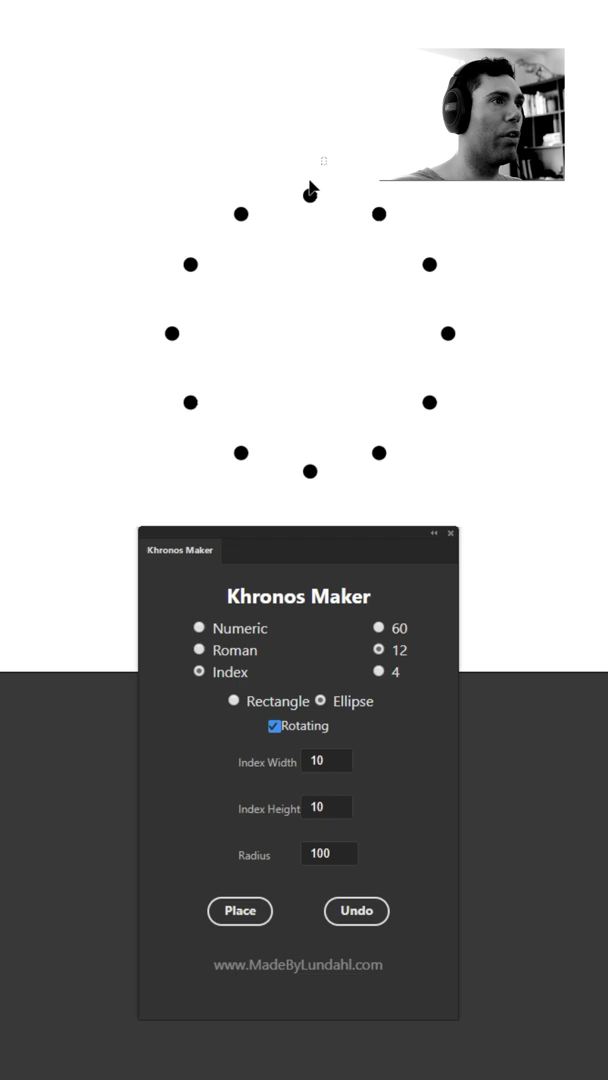 Khronos Maker
Khronos Maker
Numeric 60
Roman 12
Index 4
Rectangle Ellipse
Rotating
Index Width 10
Index Height 10
Radius 100
Place Undo
www.MadeByLundahl.com